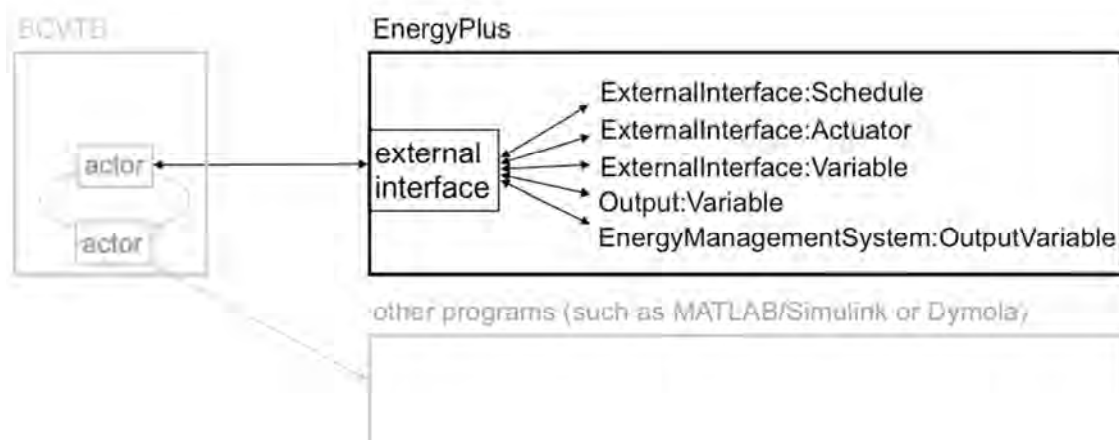 BCVTB
EnergyPlus
ExternalInterface:Schedule
ExternalInterface:Actuator
ExternalInterface:Variable
Output:Variable
EnergyManagementSystem:OutputVariable
external
interface
actor
actor
other programs (such as MATLAB/Simulink or Dymola)